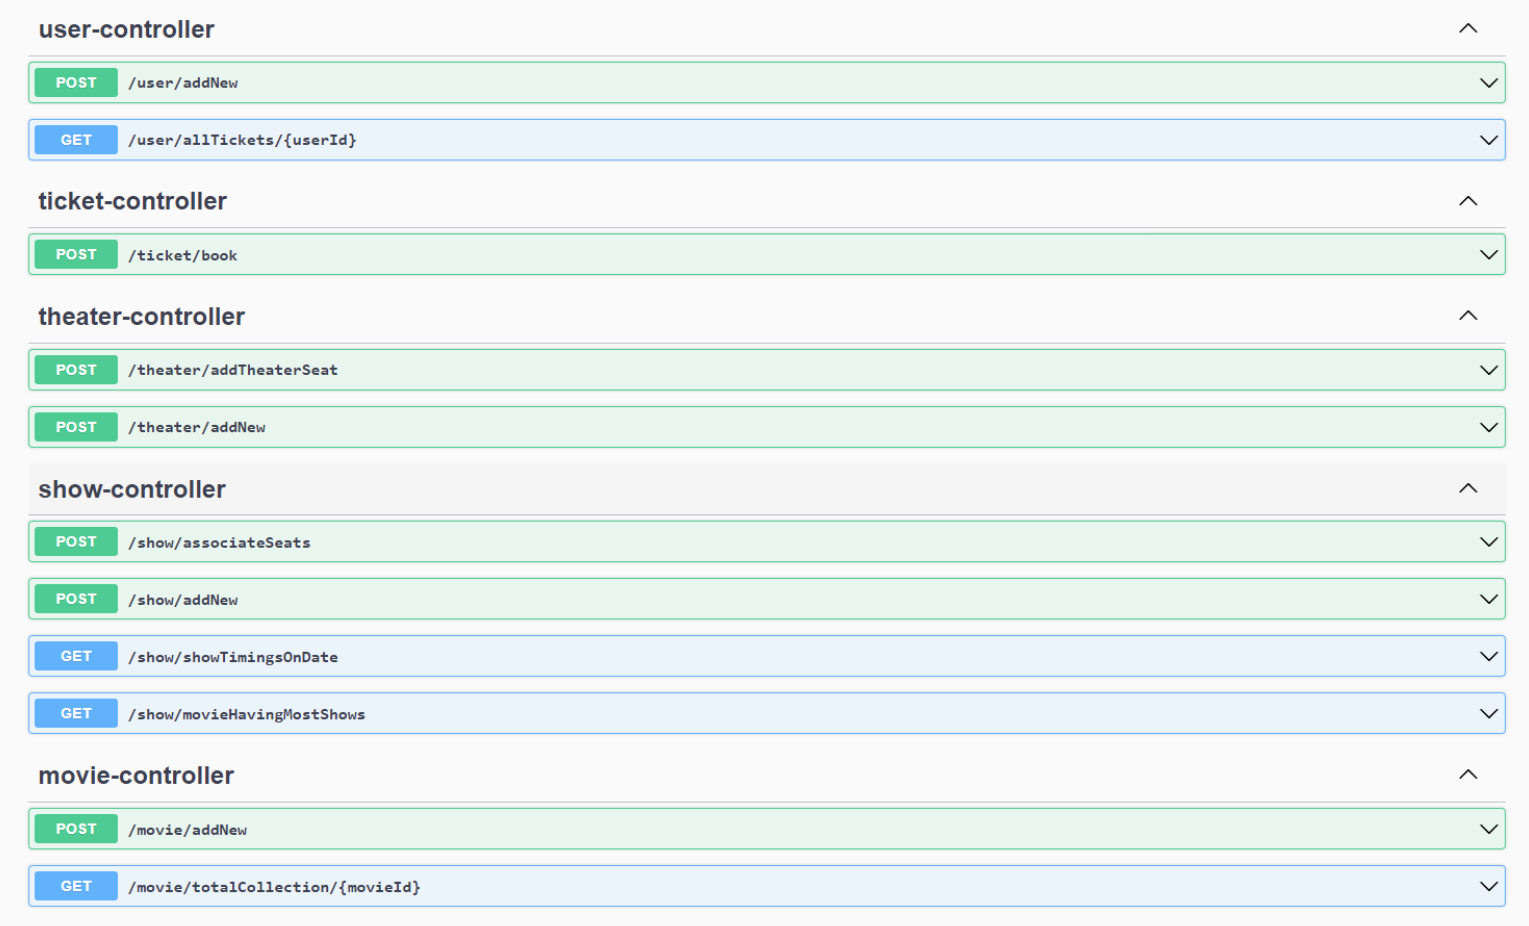 user-controller
POST /user/addNew
GET /user/allTickets/{userId}
ticket-controller
POST /ticket/book
theater-controller
POST /theater/addTheaterSeat
POST /theater/addNew
show-controller
POST /show/associateSeats
POST /show/addNew
GET /show/showTimingsOnDate
GET /show/movieHavingMostShows
movie-controller
POST /movie/addNew
GET /movie/totalCollection/{movieId}